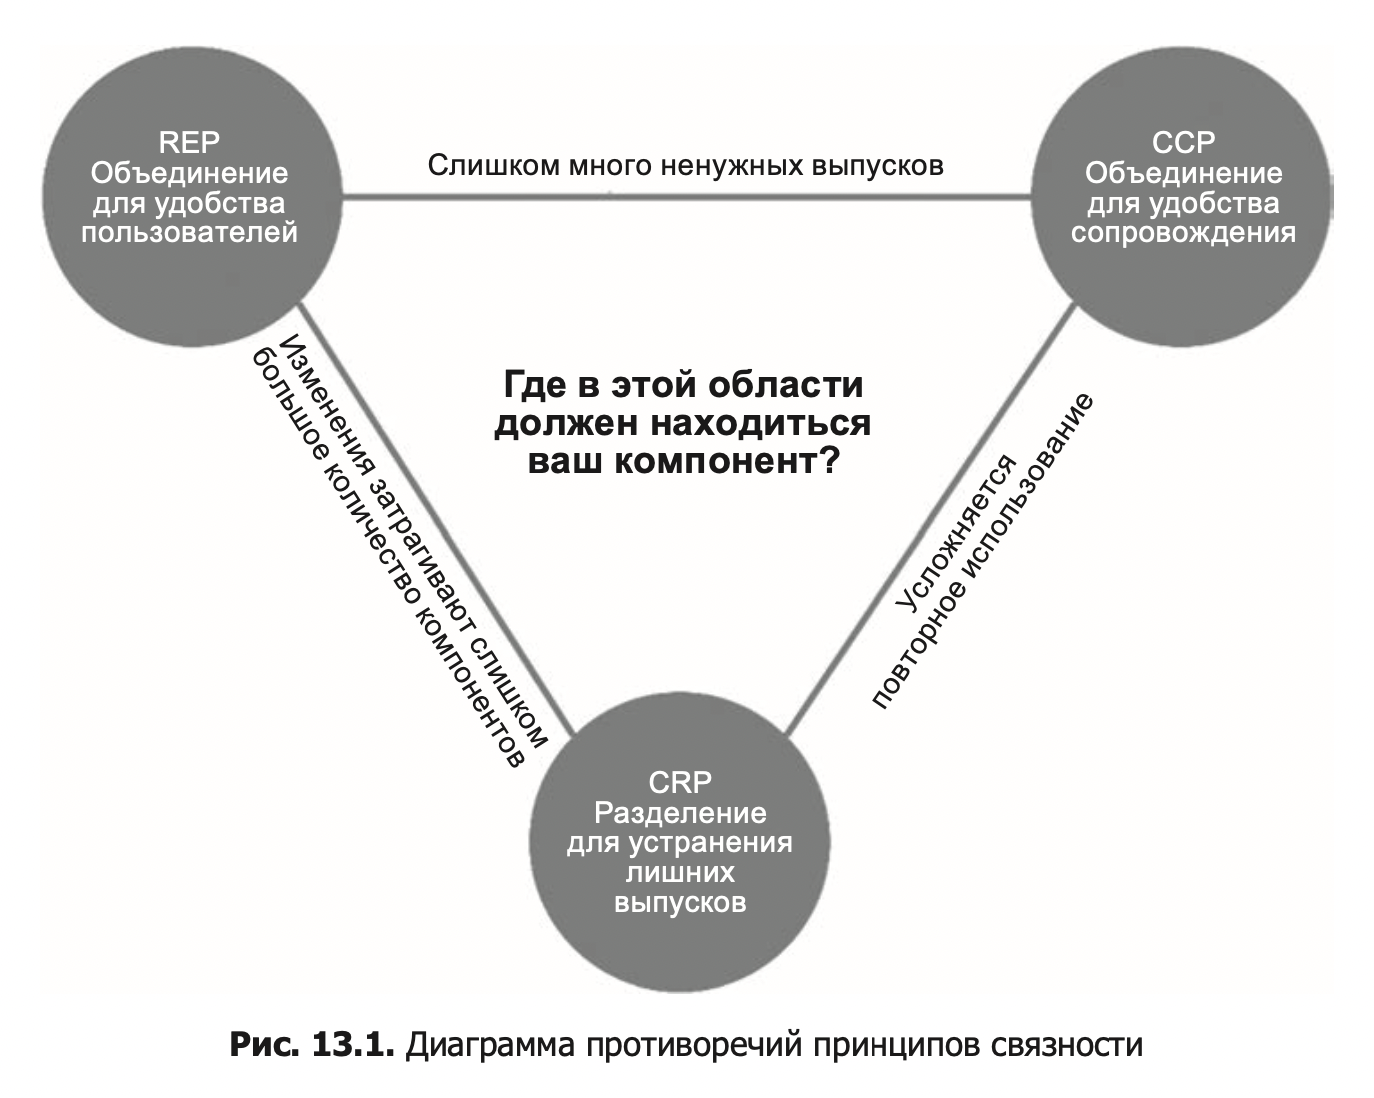 REP
Объединение
для удобства
пользователей
Слишком много ненужных выпусков
CCP
Объединение
для удобства
сопровождения
Изменения затрагивают слишком
большое количество компонентов
Где в этой области
должен находиться
ваш компонент?
Усложняется
повторное использование
CRP
Разделение
для устранения
лишних
выпусков
Рис. 13.1. Диаграмма противоречий принципов связности